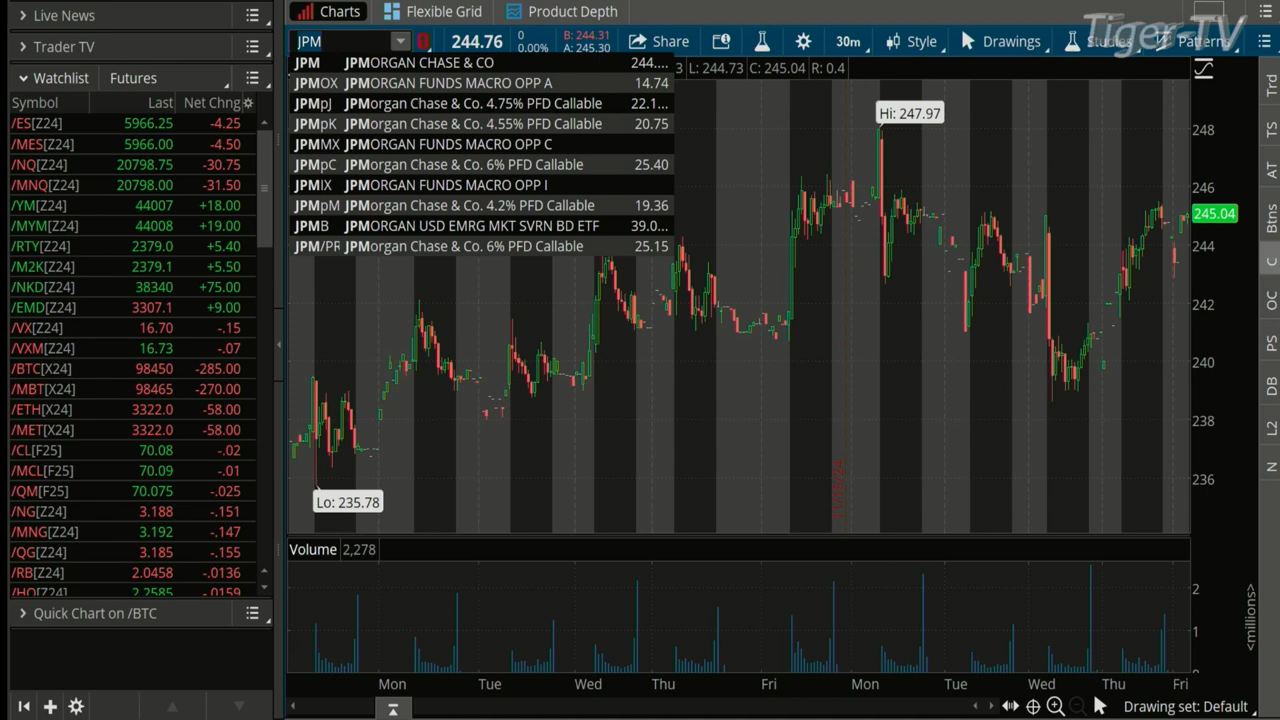 Live News
Trader TV
Watchlist Futures
Symbol Last Net Chng
/ES[Z24] 5966.25 -4.25
/MES[Z24] 5966.00 -4.50
/NQ[Z24] 20798.75 -30.75
/MNQ[Z24] 20798.00 -31.50
/YM[Z24] 44007 +18.00
/MYM[Z24] 44008 +19.00
/RTY[Z24] 2379.0 +5.40
/M2K[Z24] 2379.1 +5.50
/NKD[Z24] 38340 +75.00
/EMD[Z24] 3307.1 +9.00
/VX[Z24] 16.70 -.15
/VXM[Z24] 16.73 -.07
/BTC[X24] 98450 -285.00
/MBT[X24] 98465 -270.00
/ETH[X24] 3322.0 -58.00
/MET[X24] 3322.0 -58.00
/CL[F25] 70.08 -.02
/MCL[F25] 70.09 -.01
/QM[F25] 70.075 -.025
/NG[Z24] 3.188 -.151
/MNG[Z24] 3.192 -.147
/QG[Z24] 3.185 -.155
/RB[Z24] 2.0458 -.0136
/HO[Z24] 2.2585 -.0159
Quick Chart on /BTC
Charts Flexible Grid Product Depth
Tiger-TV
JPM 244.76 0 0.00% B: 244.31 A: 245.30 Share 30m Style Drawings Studies Patterns
JPM JPMORGAN CHASE & CO 244....
JPMOX JPMORGAN FUNDS MACRO OPP A 14.74
JPMpJ JPMorgan Chase & Co. 4.75% PFD Callable 22.1...
JPMpK JPMorgan Chase & Co. 4.55% PFD Callable 20.75
JPMMX JPMORGAN FUNDS MACRO OPP C
JPMpC JPMorgan Chase & Co. 6% PFD Callable 25.40
JPMIX JPMORGAN FUNDS MACRO OPP I
JPMpM JPMorgan Chase & Co. 4.2% PFD Callable 19.36
JPMB JPMORGAN USD EMRG MKT SVRN BD ETF 39.0...
JPM/PR JPMorgan Chase & Co. 6% PFD Callable 25.15
3 L: 244.73 C: 245.04 R: 0.4
Hi: 247.97
Lo: 235.78
248
246
245.04
244
242
240
238
236
Volume 2,278
2
1
<millions>
Mon Tue Wed Thu Fri Mon Tue Wed Thu Fri
Drawing set: Default
Trd
TS
AT
Btns
C
OC
PS
DB
L2
N